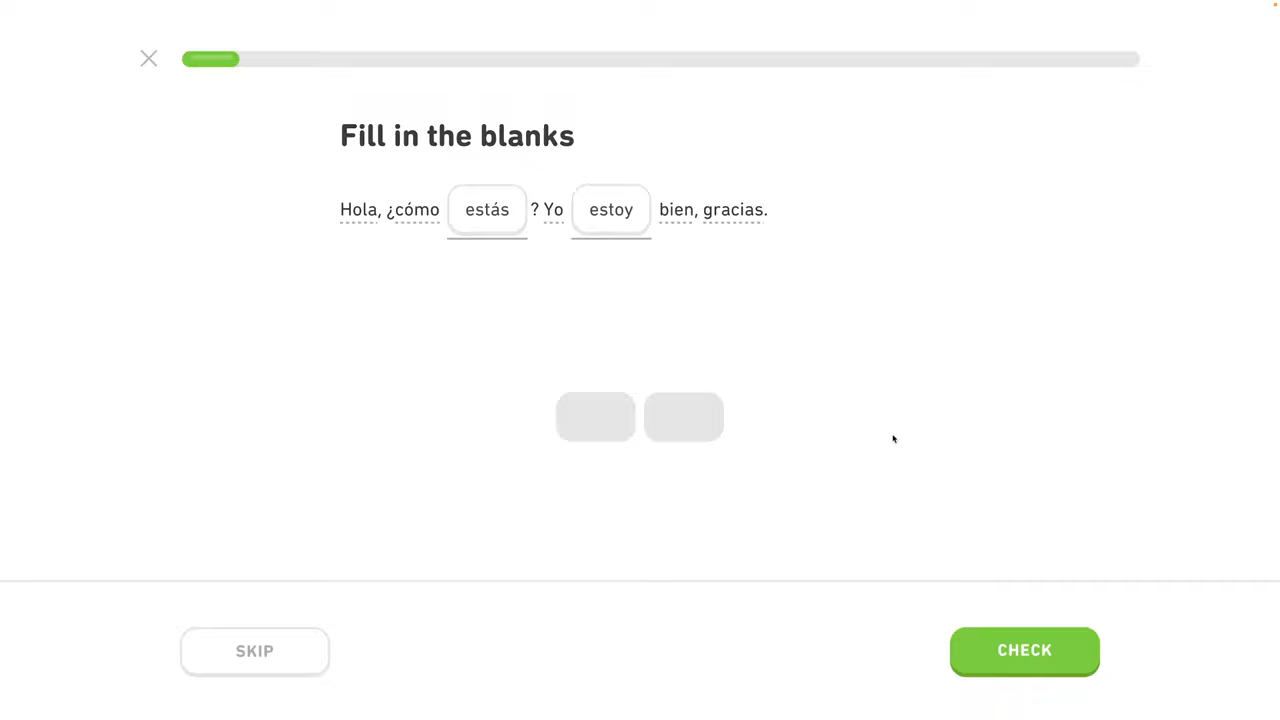 Fill in the blanks
Hola, ¿cómo estás ? Yo estoy bien, gracias.
SKIP
CHECK